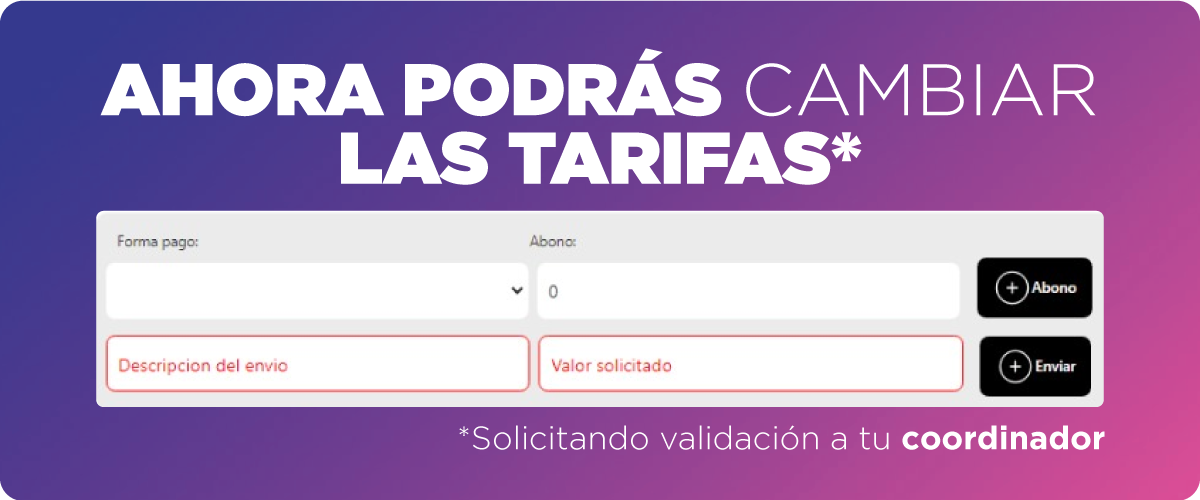 AHORA PODRÁS CAMBIAR
LAS TARIFAS*
Forma pago:
Abono:
0
Abono
Descripcion del envio
Valor solicitado
Enviar
*Solicitando validación a tu coordinador